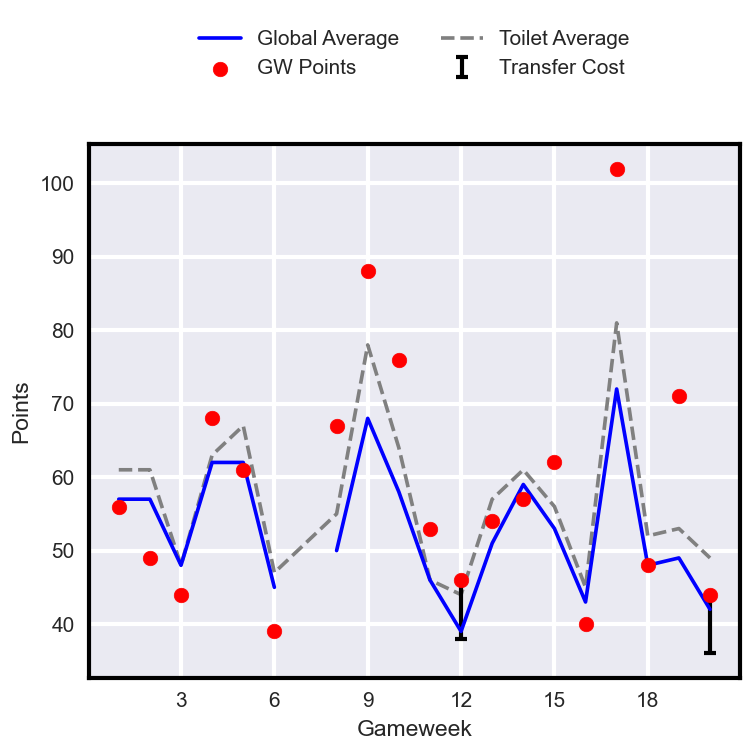 Global Average
Toilet Average
GW Points
Transfer Cost
100
90
80
70
60
50
40
Points
3
6
9
12
15
18
Gameweek